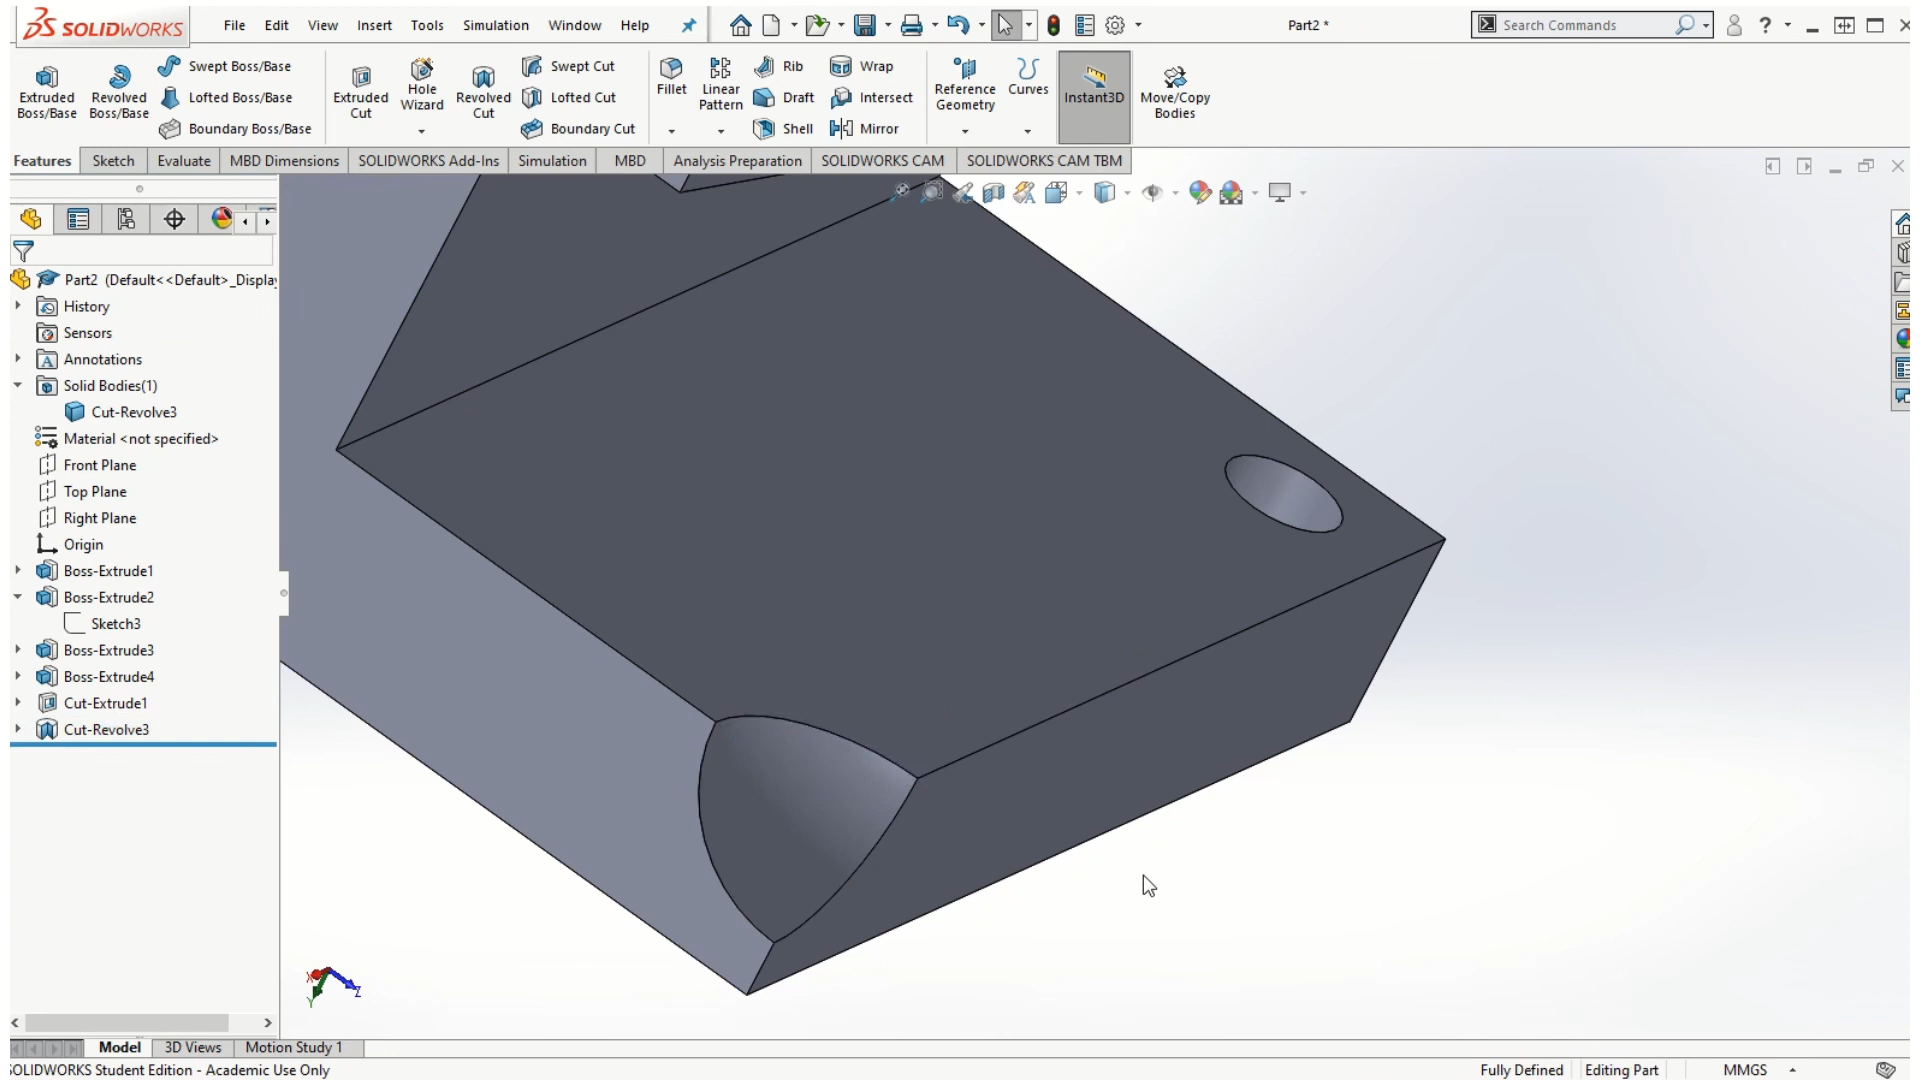 SOLIDWORKS
File Edit View Insert Tools Simulation Window Help
Part2 *
Search Commands
?
Extruded Boss/Base
Revolved Boss/Base
Swept Boss/Base
Lofted Boss/Base
Boundary Boss/Base
Extruded Cut
Hole Wizard
Revolved Cut
Swept Cut
Lofted Cut
Boundary Cut
Fillet
Linear Pattern
Rib
Draft
Shell
Wrap
Intersect
Mirror
Reference Geometry
Curves
Instant3D
Move/Copy Bodies
Features Sketch Evaluate MBD Dimensions SOLIDWORKS Add-Ins Simulation MBD Analysis Preparation SOLIDWORKS CAM SOLIDWORKS CAM TBM
Part2 (Default<<Default>_Display
History
Sensors
A Annotations
Solid Bodies(1)
Cut-Revolve3
Material <not specified>
Front Plane
Top Plane
Right Plane
Origin
Boss-Extrude1
Boss-Extrude2
Sketch3
Boss-Extrude3
Boss-Extrude4
Cut-Extrude1
Cut-Revolve3
X
Y
Z
Model 3D Views Motion Study 1
SOLIDWORKS Student Edition - Academic Use Only
Fully Defined Editing Part MMGS